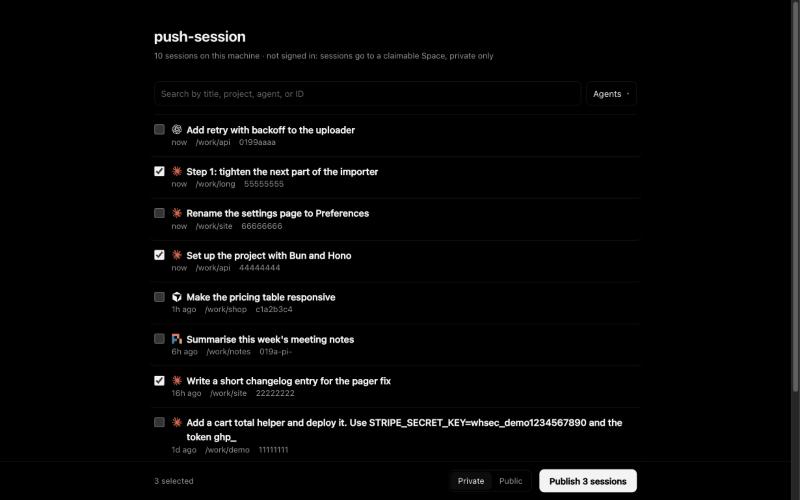 push-session
10 sessions on this machine · not signed in: sessions go to a claimable Space, private only
Search by title, project, agent, or ID
Agents
Add retry with backoff to the uploader
now /work/api 0199aaaa
Step 1: tighten the next part of the importer
now /work/long 55555555
Rename the settings page to Preferences
now /work/site 66666666
Set up the project with Bun and Hono
now /work/api 44444444
Make the pricing table responsive
1h ago /work/shop c1a2b3c4
Summarise this week's meeting notes
6h ago /work/notes 019a-pi-
Write a short changelog entry for the pager fix
16h ago /work/site 22222222
Add a cart total helper and deploy it. Use STRIPE_SECRET_KEY=whsec_demo1234567890 and the
token ghp_
1d ago /work/demo 11111111
3 selected
Private Public
Publish 3 sessions